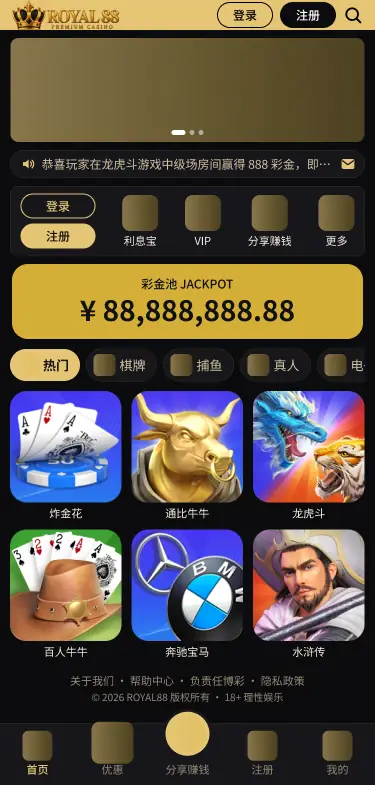 ROYAL88
PREMIUM CASINO
登录
注册
恭喜玩家在龙虎斗游戏中级场房间赢得 888 彩金，即…
登录
注册
利息宝
VIP
分享赚钱
更多
彩金池 JACKPOT
¥ 88,888,888.88
热门
棋牌
捕鱼
真人
电
A
A
A
炸金花
通比牛牛
龙虎斗
3
2
2
A
A
百人牛牛
BMW
奔驰宝马
水浒传
关于我们 • 帮助中心 • 负责任博彩 • 隐私政策
© 2026 ROYAL88 版权所有 • 18+ 理性娱乐
首页
优惠
分享赚钱
注册
我的